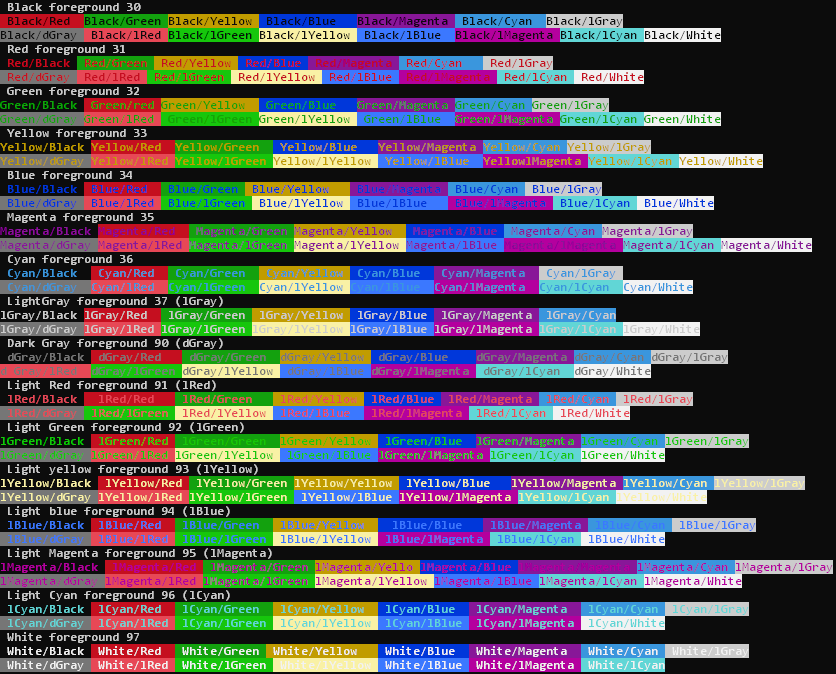 Black foreground 30
Black/Red Black/Green Black/Yellow Black/Blue Black/Magenta Black/Cyan Black/lGray
Black/dGray Black/lRed Black/lGreen Black/lYellow Black/lBlue Black/lMagenta Black/lCyan Black/White
Red foreground 31
Red/Black Red/Green Red/Yellow Red/Blue Red/Magenta Red/Cyan Red/lGray
Red/dGray Red/lRed Red/lGreen Red/lYellow Red/lBlue Red/lMagenta Red/lCyan Red/White
Green foreground 32
Green/Black Green/red Green/Yellow Green/Blue Green/Magenta Green/Cyan Green/lGray
Green/dGray Green/lRed Green/lGreen Green/lYellow Green/lBlue Green/lMagenta Green/lCyan Green/White
Yellow foreground 33
Yellow/Black Yellow/Red Yellow/Green Yellow/Blue Yellow/Magenta Yellow/Cyan Yellow/lGray
Yellow/dGray Yellow/lRed Yellow/lGreen Yellow/lYellow Yellow/lBlue YellowlMagenta Yellow/lCyan Yellow/White
Blue foreground 34
Blue/Black Blue/Red Blue/Green Blue/Yellow Blue/magenta Blue/Cyan Blue/lGray
Blue/dGray Blue/lRed Blue/lGreen Blue/lYellow Blue/lBlue Blue/lmagenta Blue/lCyan Blue/White
Magenta foreground 35
Magenta/Black Magenta/Red Magenta/Green Magenta/Yellow Magenta/Blue Magenta/Cyan Magenta/lGray
Magenta/dGray Magenta/lRed Magenta/lGreen Magenta/lYellow Magenta/lBlue Magenta/lCyan Magenta/White
Cyan foreground 36
Cyan/Black Cyan/Red Cyan/Green Cyan/Yellow Cyan/Blue Cyan/Magenta Cyan/lGray
Cyan/dGray Cyan/lRed Cyan/lGreen Cyan/lYellow Cyan/lBlue Cyan/lMagenta Cyan/lCyan Cyan/White
LightGray foreground 37 (lGray)
lGray/Black lGray/Red lGray/Green lGray/Yellow lGray/Blue lGray/Magenta lGray/Cyan
lGray/dGray lGray/lRed lGray/lGreen lGray/lYellow lGray/lBlue lGray/lMagenta lGray/lCyan lGray/White
Dark Gray foreground 90 (dGray)
dGray/Black dGray/Red dGray/Green dGray/Yellow dGray/Blue dGray/Magenta dGray/Cyan dGray/lGray
dGray/lRed dGray/lGreen dGray/lYellow dGray/lBlue dGray/lMagenta dGray/lCyan dGray/White
Light Red foreground 91 (lRed)
lRed/Black lRed/Red lRed/Green lRed/Yellow lRed/Blue lRed/Magenta lRed/Cyan lRed/lGray
lRed/dGray lRed/lGreen lRed/lYellow lRed/lBlue lRed/lMagenta lRed/lCyan lRed/White
Light Green foreground 92 (lGreen)
lGreen/Black lGreen/Red lGreen/Green lGreen/Yellow lGreen/Blue lGreen/Magenta lGreen/Cyan lGreen/lGray
lGreen/dGray lGreen/lRed lGreen/lYellow lGreen/lBlue lGreen/lMagenta lGreen/lCyan lGreen/White
Light yellow foreground 93 (lYellow)
lYellow/Black lYellow/Red lYellow/Green lYellow/Yellow lYellow/Blue lYellow/Magenta lYellow/Cyan lYellow/lGray
lYellow/dGray lYellow/lRed lYellow/lGreen lYellow/lBlue lYellow/lMagenta lYellow/lCyan lYellow/White
Light blue foreground 94 (lBlue)
lBlue/Black lBlue/Red lBlue/Green lBlue/Yellow lBlue/Blue lBlue/Magenta lBlue/Cyan lBlue/lGray
lBlue/dGray lBlue/lRed lBlue/lGreen lBlue/lYellow lBlue/lMagenta lBlue/lCyan lBlue/White
Light Magenta foreground 95 (lMagenta)
lMagenta/Black lMagenta/Red lMagenta/Green lMagenta/Yello lMagenta/Blue lMagenta/Magenta lMagenta/Cyan lMagenta/lGray
lMagenta/dGray lMagenta/lRed lMagenta/lGreen lMagenta/lYellow lMagenta/lBlue lMagenta/lCyan lMagenta/White
Light Cyan foreground 96 (lCyan)
lCyan/Black lCyan/Red lCyan/Green lCyan/Yellow lCyan/Blue lCyan/Magenta lCyan/Cyan lCyan/lGray
lCyan/dGray lCyan/lRed lCyan/lGreen lCyan/lYellow lCyan/lBlue lCyan/lMagenta lCyan/White
White foreground 97
White/Black White/Red White/Green White/Yellow White/Blue White/Magenta White/Cyan White/lGray
White/dGray White/lRed White/lGreen White/lYellow White/lBlue White/lMagenta White/lCyan